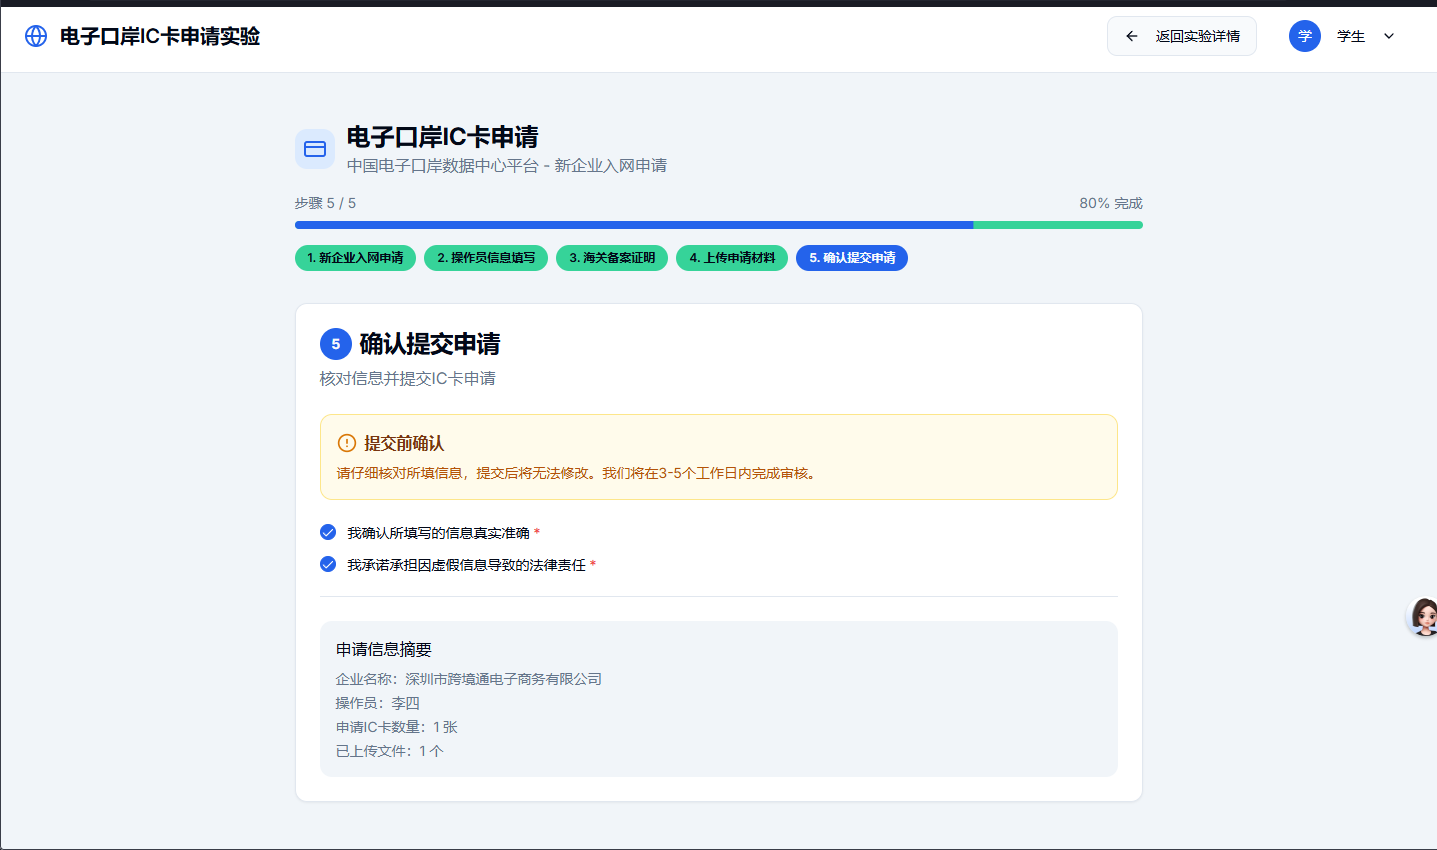 电子口岸IC卡申请实验
返回实验详情
学
学生
电子口岸IC卡申请
中国电子口岸数据中心平台 - 新企业入网申请
步骤 5 / 5
80% 完成
1. 新企业入网申请
2. 操作员信息填写
3. 海关备案证明
4. 上传申请材料
5. 确认提交申请
5
确认提交申请
核对信息并提交IC卡申请
提交前确认
请仔细核对所填信息，提交后将无法修改。我们将在3-5个工作日内完成审核。
我确认所填写的信息真实准确 *
我承诺承担因虚假信息导致的法律责任 *
申请信息摘要
企业名称：深圳市跨境通电子商务有限公司
操作员：李四
申请IC卡数量：1 张
已上传文件：1 个